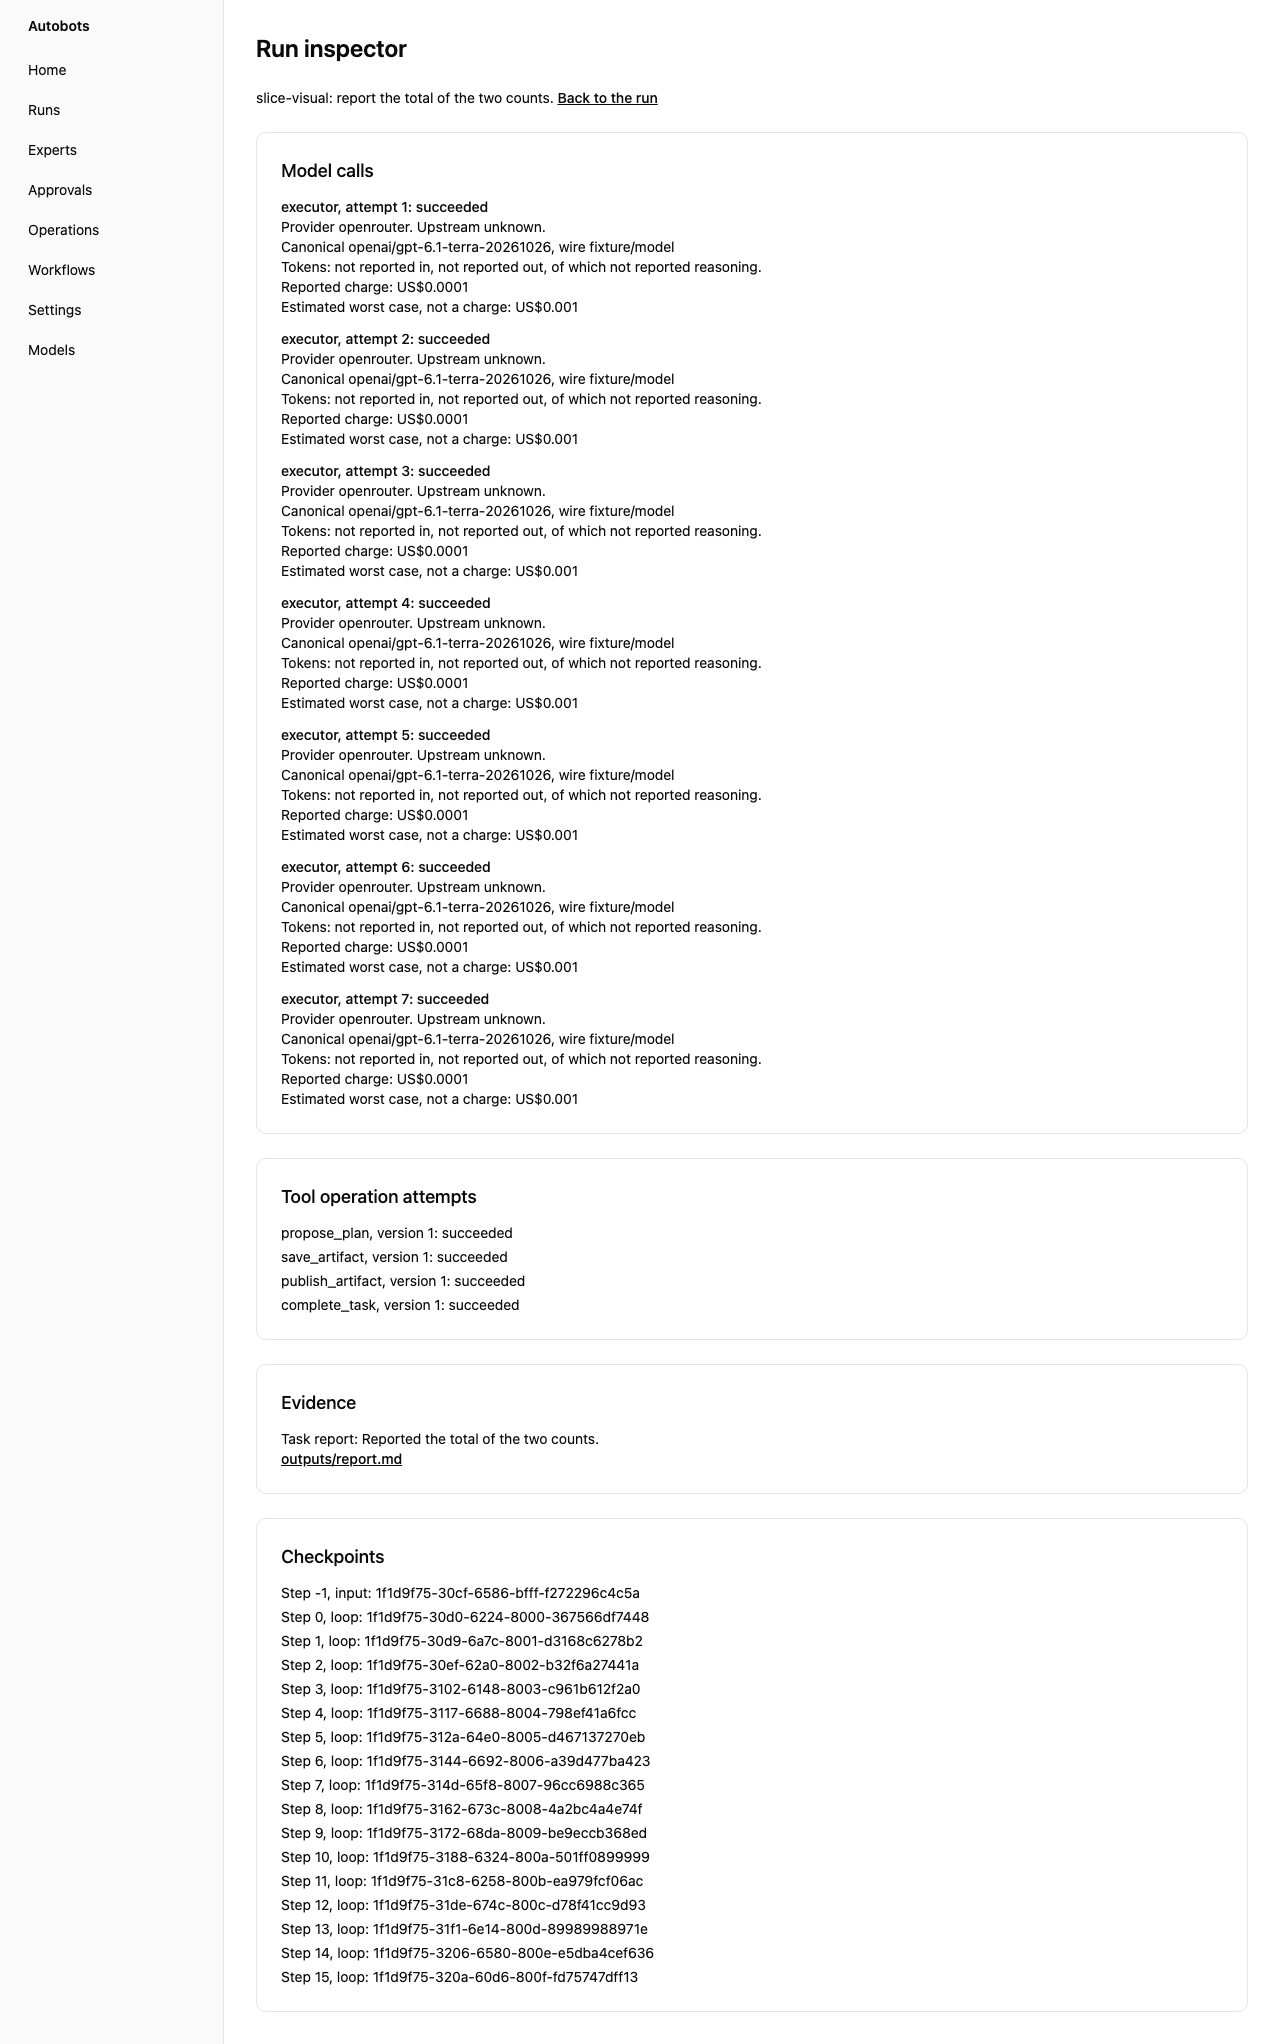 Autobots
Home
Runs
Experts
Approvals
Operations
Workflows
Settings
Models
Run inspector
slice-visual: report the total of the two counts. Back to the run
Model calls
executor, attempt 1: succeeded
Provider openrouter. Upstream unknown.
Canonical openai/gpt-6.1-terra-20261026, wire fixture/model
Tokens: not reported in, not reported out, of which not reported reasoning.
Reported charge: US$0.0001
Estimated worst case, not a charge: US$0.001
executor, attempt 2: succeeded
Provider openrouter. Upstream unknown.
Canonical openai/gpt-6.1-terra-20261026, wire fixture/model
Tokens: not reported in, not reported out, of which not reported reasoning.
Reported charge: US$0.0001
Estimated worst case, not a charge: US$0.001
executor, attempt 3: succeeded
Provider openrouter. Upstream unknown.
Canonical openai/gpt-6.1-terra-20261026, wire fixture/model
Tokens: not reported in, not reported out, of which not reported reasoning.
Reported charge: US$0.0001
Estimated worst case, not a charge: US$0.001
executor, attempt 4: succeeded
Provider openrouter. Upstream unknown.
Canonical openai/gpt-6.1-terra-20261026, wire fixture/model
Tokens: not reported in, not reported out, of which not reported reasoning.
Reported charge: US$0.0001
Estimated worst case, not a charge: US$0.001
executor, attempt 5: succeeded
Provider openrouter. Upstream unknown.
Canonical openai/gpt-6.1-terra-20261026, wire fixture/model
Tokens: not reported in, not reported out, of which not reported reasoning.
Reported charge: US$0.0001
Estimated worst case, not a charge: US$0.001
executor, attempt 6: succeeded
Provider openrouter. Upstream unknown.
Canonical openai/gpt-6.1-terra-20261026, wire fixture/model
Tokens: not reported in, not reported out, of which not reported reasoning.
Reported charge: US$0.0001
Estimated worst case, not a charge: US$0.001
executor, attempt 7: succeeded
Provider openrouter. Upstream unknown.
Canonical openai/gpt-6.1-terra-20261026, wire fixture/model
Tokens: not reported in, not reported out, of which not reported reasoning.
Reported charge: US$0.0001
Estimated worst case, not a charge: US$0.001
Tool operation attempts
propose_plan, version 1: succeeded
save_artifact, version 1: succeeded
publish_artifact, version 1: succeeded
complete_task, version 1: succeeded
Evidence
Task report: Reported the total of the two counts.
outputs/report.md
Checkpoints
Step -1, input: 1f1d9f75-30cf-6586-bfff-f272296c4c5a
Step 0, loop: 1f1d9f75-30d0-6224-8000-367566df7448
Step 1, loop: 1f1d9f75-30d9-6a7c-8001-d3168c6278b2
Step 2, loop: 1f1d9f75-30ef-62a0-8002-b32f6a27441a
Step 3, loop: 1f1d9f75-3102-6148-8003-c961b612f2a0
Step 4, loop: 1f1d9f75-3117-6688-8004-798ef41a6fcc
Step 5, loop: 1f1d9f75-312a-64e0-8005-d467137270eb
Step 6, loop: 1f1d9f75-3144-6692-8006-a39d477ba423
Step 7, loop: 1f1d9f75-314d-65f8-8007-96cc6988c365
Step 8, loop: 1f1d9f75-3162-673c-8008-4a2bc4a4e74f
Step 9, loop: 1f1d9f75-3172-68da-8009-be9eccb368ed
Step 10, loop: 1f1d9f75-3188-6324-800a-501ff0899999
Step 11, loop: 1f1d9f75-31c8-6258-800b-ea979fcf06ac
Step 12, loop: 1f1d9f75-31de-674c-800c-d78f41cc9d93
Step 13, loop: 1f1d9f75-31f1-6e14-800d-89989988971e
Step 14, loop: 1f1d9f75-3206-6580-800e-e5dba4cef636
Step 15, loop: 1f1d9f75-320a-60d6-800f-fd75747dff13